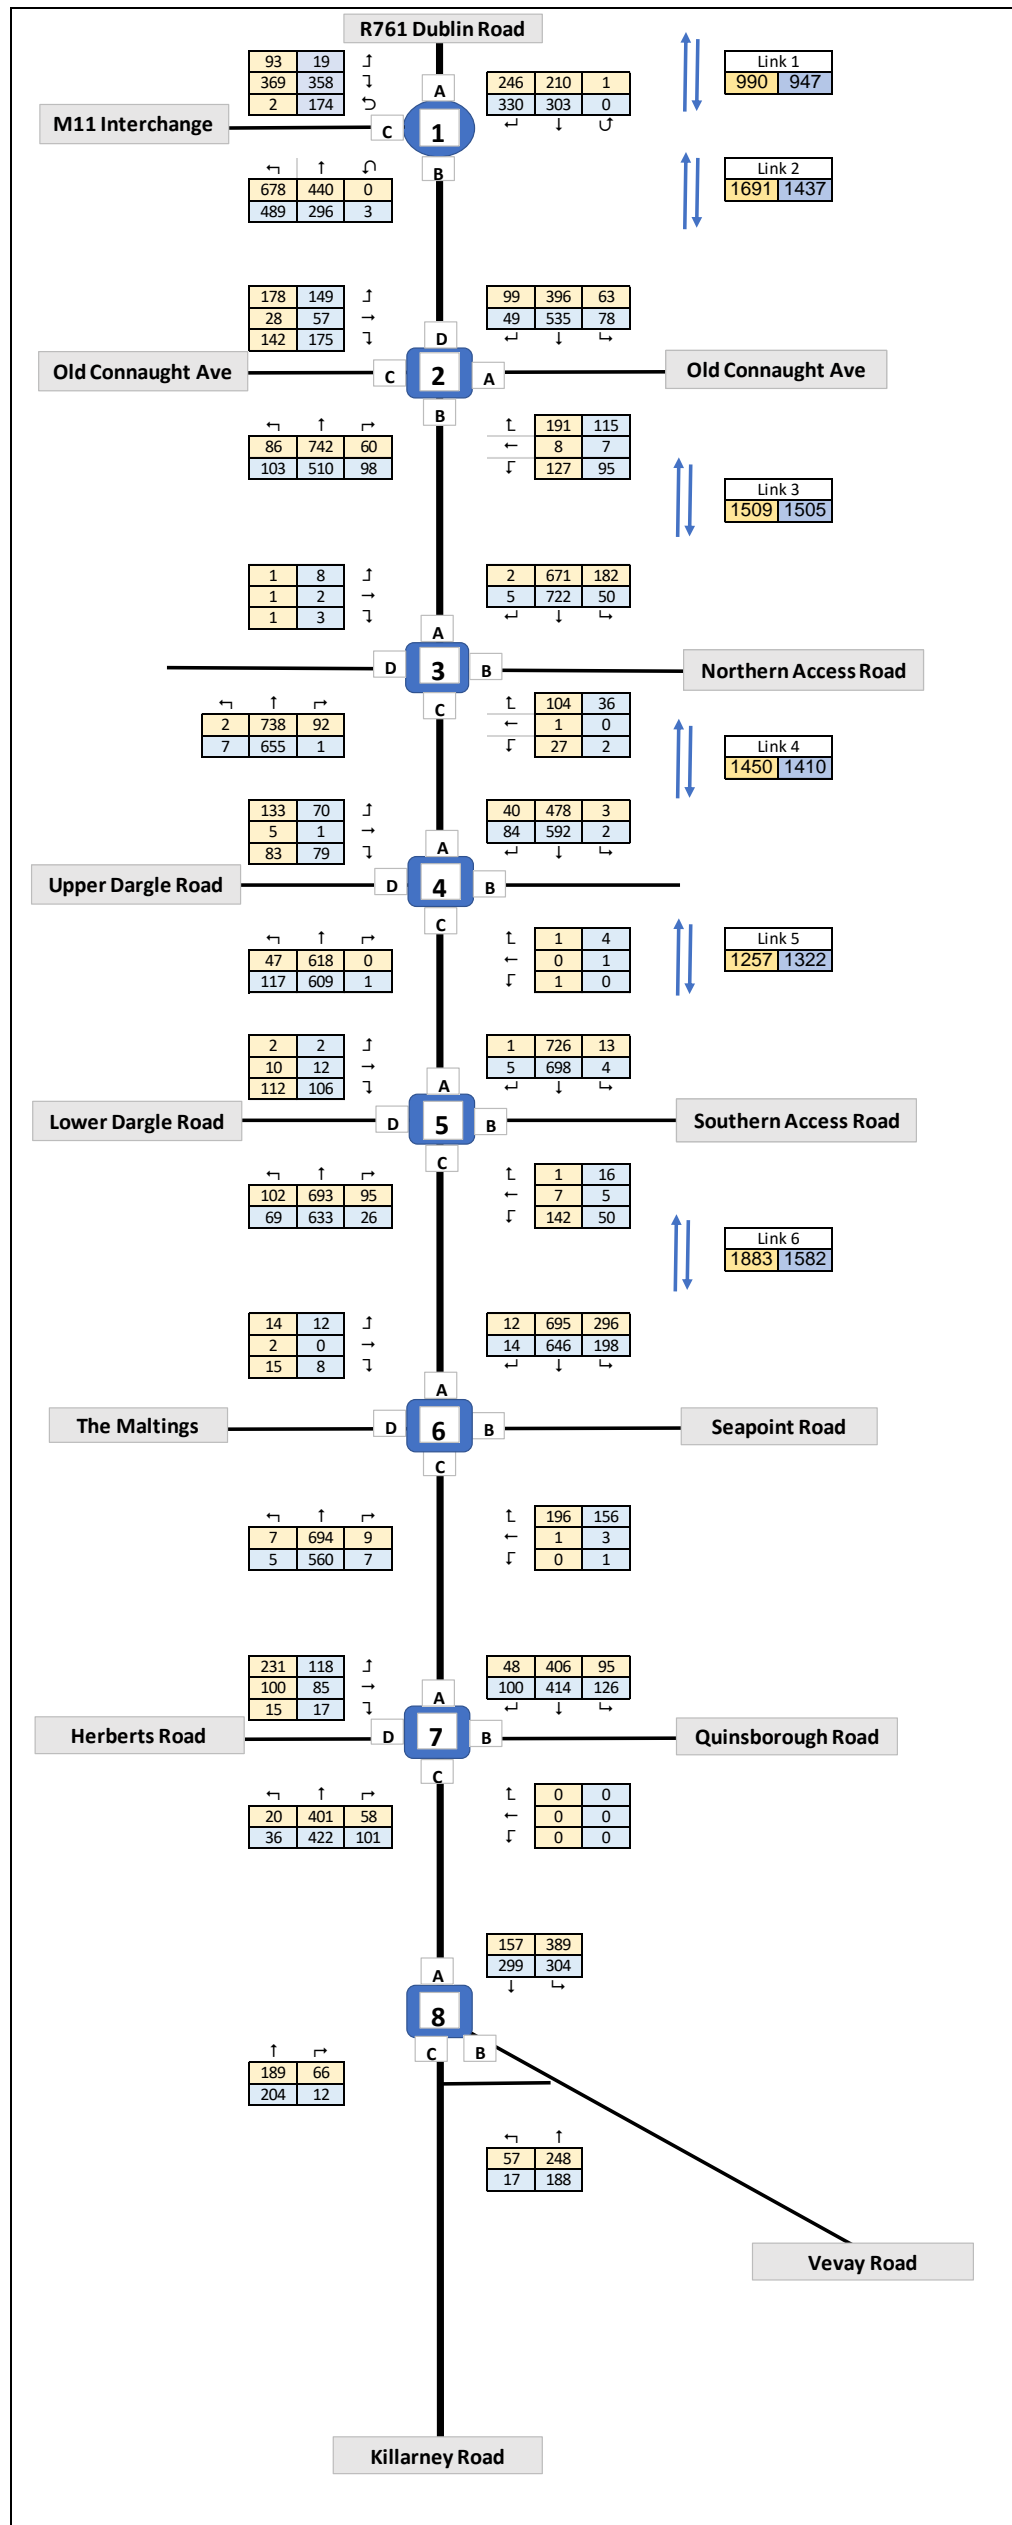 R761 Dublin Road
93 19 ⮥
369 358 ⮧
2 174 ⮌
A
246 210 1
330 303 0
↵ ↓ ⮍
Link 1
990 947
M11 Interchange
C 1
B
↰ ↑ ⮏
678 440 0
489 296 3
Link 2
1691 1437
178 149 ⮥
28 57 →
142 175 ↴
99 396 63
49 535 78
↵ ↓ ↳
D
Old Connaught Ave
C 2 A
Old Connaught Ave
B
↰ ↑ ↱
86 742 60
103 510 98
↥ 191 115
← 8 7
↧ 127 95
Link 3
1509 1505
1 8 ⮥
1 2 →
1 3 ↴
2 671 182
5 722 50
↵ ↓ ↳
A
D 3 B
Northern Access Road
C
↰ ↑ ↱
2 738 92
7 655 1
↥ 104 36
← 1 0
↧ 27 2
Link 4
1450 1410
133 70 ⮥
5 1 →
83 79 ↴
40 478 3
84 592 2
↵ ↓ ↳
A
Upper Dargle Road
D 4 B
C
↰ ↑ ↱
47 618 0
117 609 1
↥ 1 4
← 0 1
↧ 1 0
Link 5
1257 1322
2 2 ⮥
10 12 →
112 106 ↴
1 726 13
5 698 4
↵ ↓ ↳
A
Lower Dargle Road
D 5 B
Southern Access Road
C
↰ ↑ ↱
102 693 95
69 633 26
↥ 1 16
← 7 5
↧ 142 50
Link 6
1883 1582
14 12 ⮥
2 0 →
15 8 ↴
12 695 296
14 646 198
↵ ↓ ↳
A
The Maltings
D 6 B
Seapoint Road
C
↰ ↑ ↱
7 694 9
5 560 7
↥ 196 156
← 1 3
↧ 0 1
231 118 ⮥
100 85 →
15 17 ↴
48 406 95
100 414 126
↵ ↓ ↳
A
Herberts Road
D 7 B
Quinsborough Road
C
↰ ↑ ↱
20 401 58
36 422 101
↥ 0 0
← 0 0
↧ 0 0
157 389
299 304
↓ ↳
A
8
C B
↑ ↱
189 66
204 12
↰ ↑
57 248
17 188
Vevay Road
Killarney Road